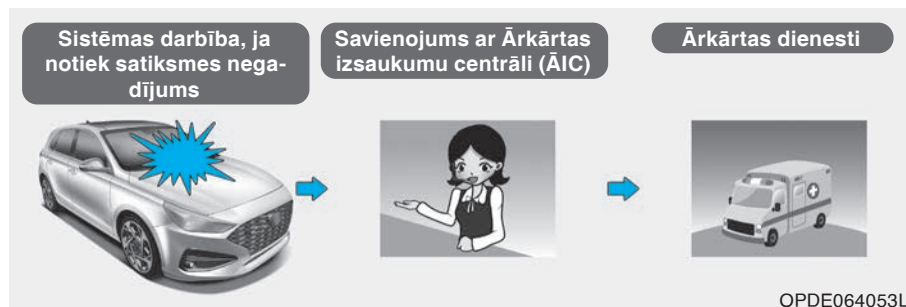 Sistēmas darbība, ja
notiek satiksmes nega-
dījums
Savienojums ar Ārkārtas
izsaukumu centrāli (ĀIC)
Ārkārtas dienesti
OPDE064053L